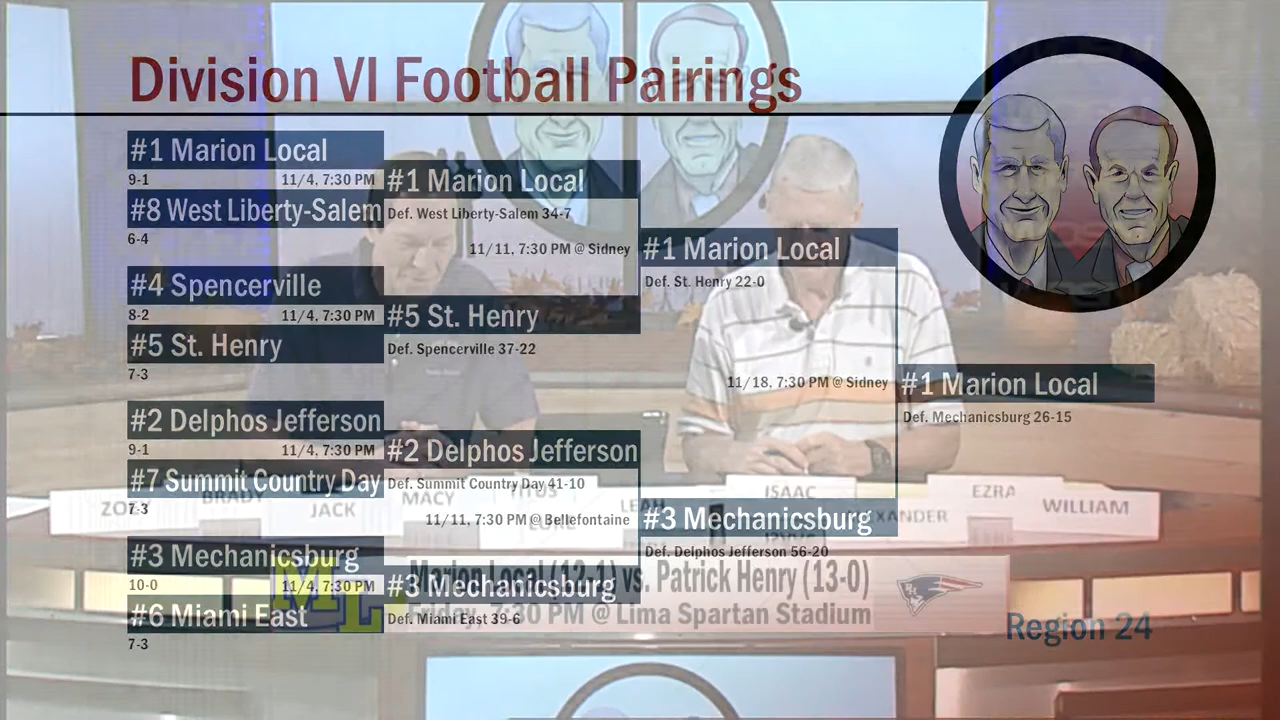 Division VI Football Pairings
#1 Marion Local
9-1 11/4, 7:30 PM
#8 West Liberty-Salem
6-4
#4 Spencerville
8-2 11/4, 7:30 PM
#5 St. Henry
7-3
#2 Delphos Jefferson
9-1 11/4, 7:30 PM
#7 Summit Country Day
7-3
#3 Mechanicsburg
10-0 11/4, 7:30 PM
#6 Miami East
7-3
#1 Marion Local
Def. West Liberty-Salem 34-7
11/11, 7:30 PM @ Sidney
#5 St. Henry
Def. Spencerville 37-22
#2 Delphos Jefferson
Def. Summit Country Day 41-10
11/11, 7:30 PM @ Bellefontaine
#3 Mechanicsburg
Def. Miami East 39-6
#1 Marion Local
Def. St. Henry 22-0
11/18, 7:30 PM @ Sidney
#3 Mechanicsburg
Def. Delphos Jefferson 56-20
#1 Marion Local
Def. Mechanicsburg 26-15
Region 24
ZOEY
BRADY
JACK
MACY
TITUS
LUKE
LEAH
ISAAC
EZRA
WILLIAM
ML
Marion Local (12-1) vs. Patrick Henry (13-0)
Friday, 7:30 PM @ Lima Spartan Stadium